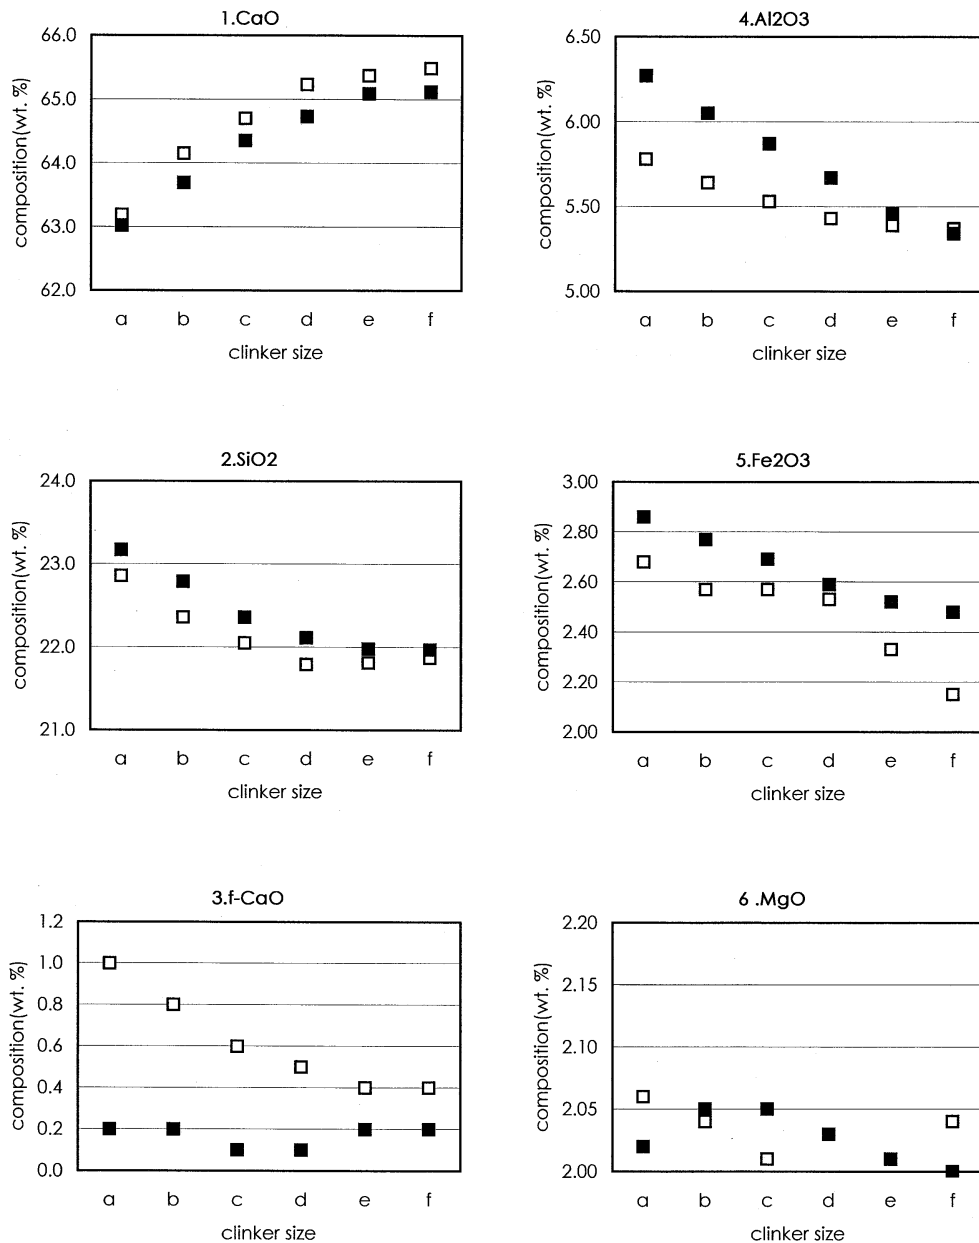 1.CaO
66.0
65.0
64.0
63.0
62.0
composition(wt. %)
a b c d e f
clinker size
4.Al2O3
6.50
6.00
5.50
5.00
composition(wt. %)
a b c d e f
clinker size
2.SiO2
24.0
23.0
22.0
21.0
composition(wt. %)
a b c d e f
clinker size
5.Fe2O3
3.00
2.80
2.60
2.40
2.20
2.00
composition(wt. %)
a b c d e f
clinker size
3.f-CaO
1.2
1.0
0.8
0.6
0.4
0.2
0.0
composition(wt. %)
a b c d e f
clinker size
6 .MgO
2.20
2.15
2.10
2.05
2.00
composition(wt. %)
a b c d e f
clinker size